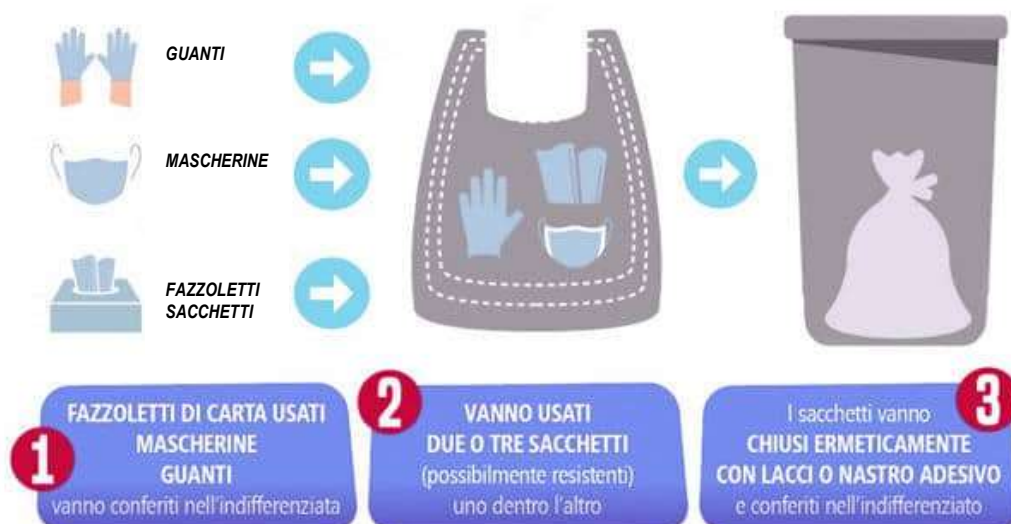 GUANTI
MASCHERINE
FAZZOLETTI
SACCHETTI
1
FAZZOLETTI DI CARTA USATI
MASCHERINE
GUANTI
vanno conferiti nell'indifferenziata
2
VANNO USATI
DUE O TRE SACCHETTI
(possibilmente resistenti)
uno dentro l'altro
3
I sacchetti vanno
CHIUSI ERMETICAMENTE
CON LACCI O NASTRO ADESIVO
e conferiti nell'indifferenziato